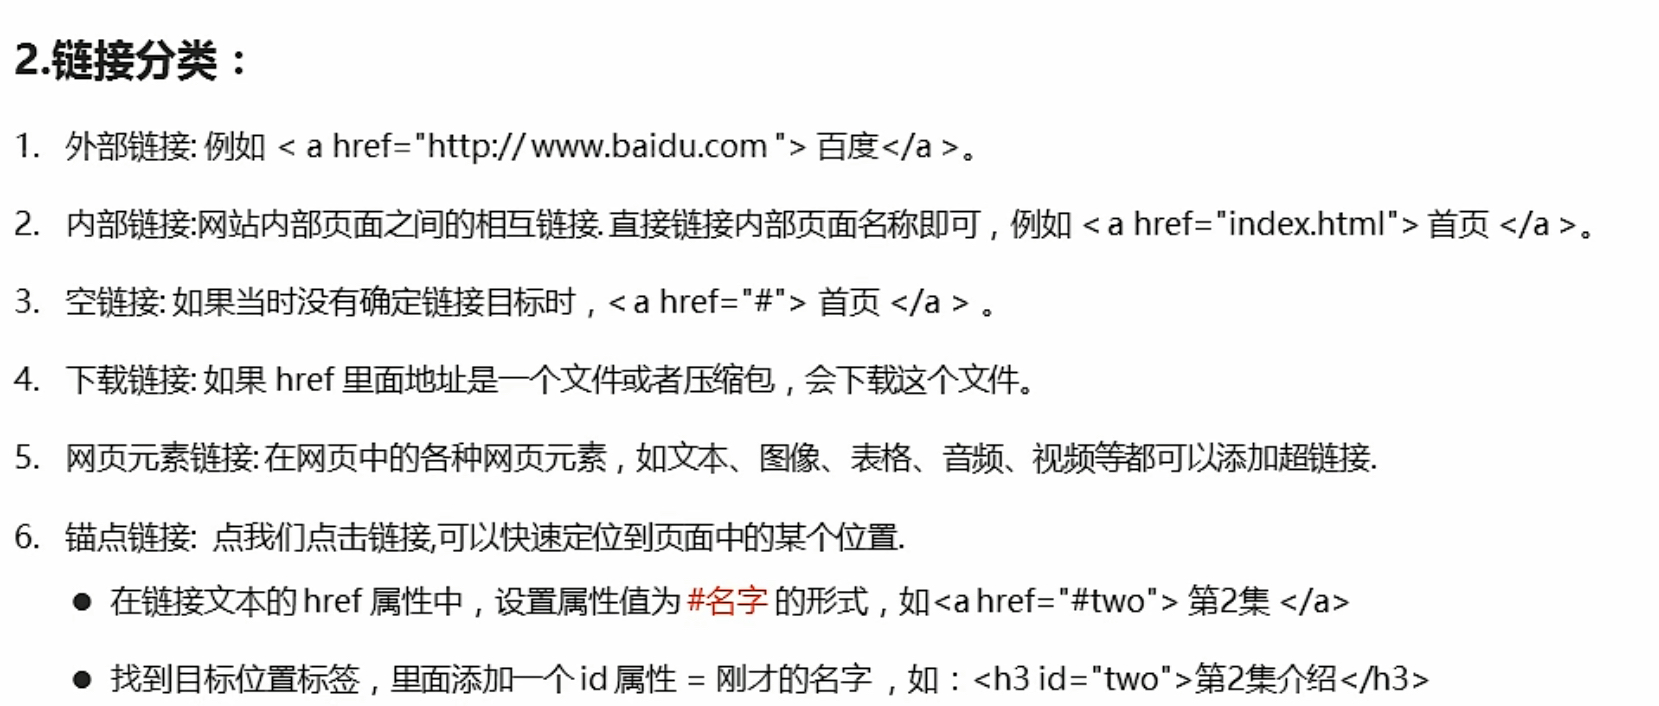 2.链接分类：
1. 外部链接: 例如 < a href="http:// www.baidu.com "> 百度</a >。
2. 内部链接:网站内部页面之间的相互链接. 直接链接内部页面名称即可，例如 < a href="index.html"> 首页 </a >。
3. 空链接: 如果当时没有确定链接目标时，< a href="#"> 首页 </a > 。
4. 下载链接: 如果 href 里面地址是一个文件或者压缩包，会下载这个文件。
5. 网页元素链接: 在网页中的各种网页元素，如文本、图像、表格、音频、视频等都可以添加超链接.
6. 锚点链接: 点我们点击链接,可以快速定位到页面中的某个位置.
● 在链接文本的 href 属性中，设置属性值为 #名字 的形式，如<a href="#two"> 第2集 </a>
● 找到目标位置标签，里面添加一个 id 属性 = 刚才的名字 ，如：<h3 id="two">第2集介绍</h3>